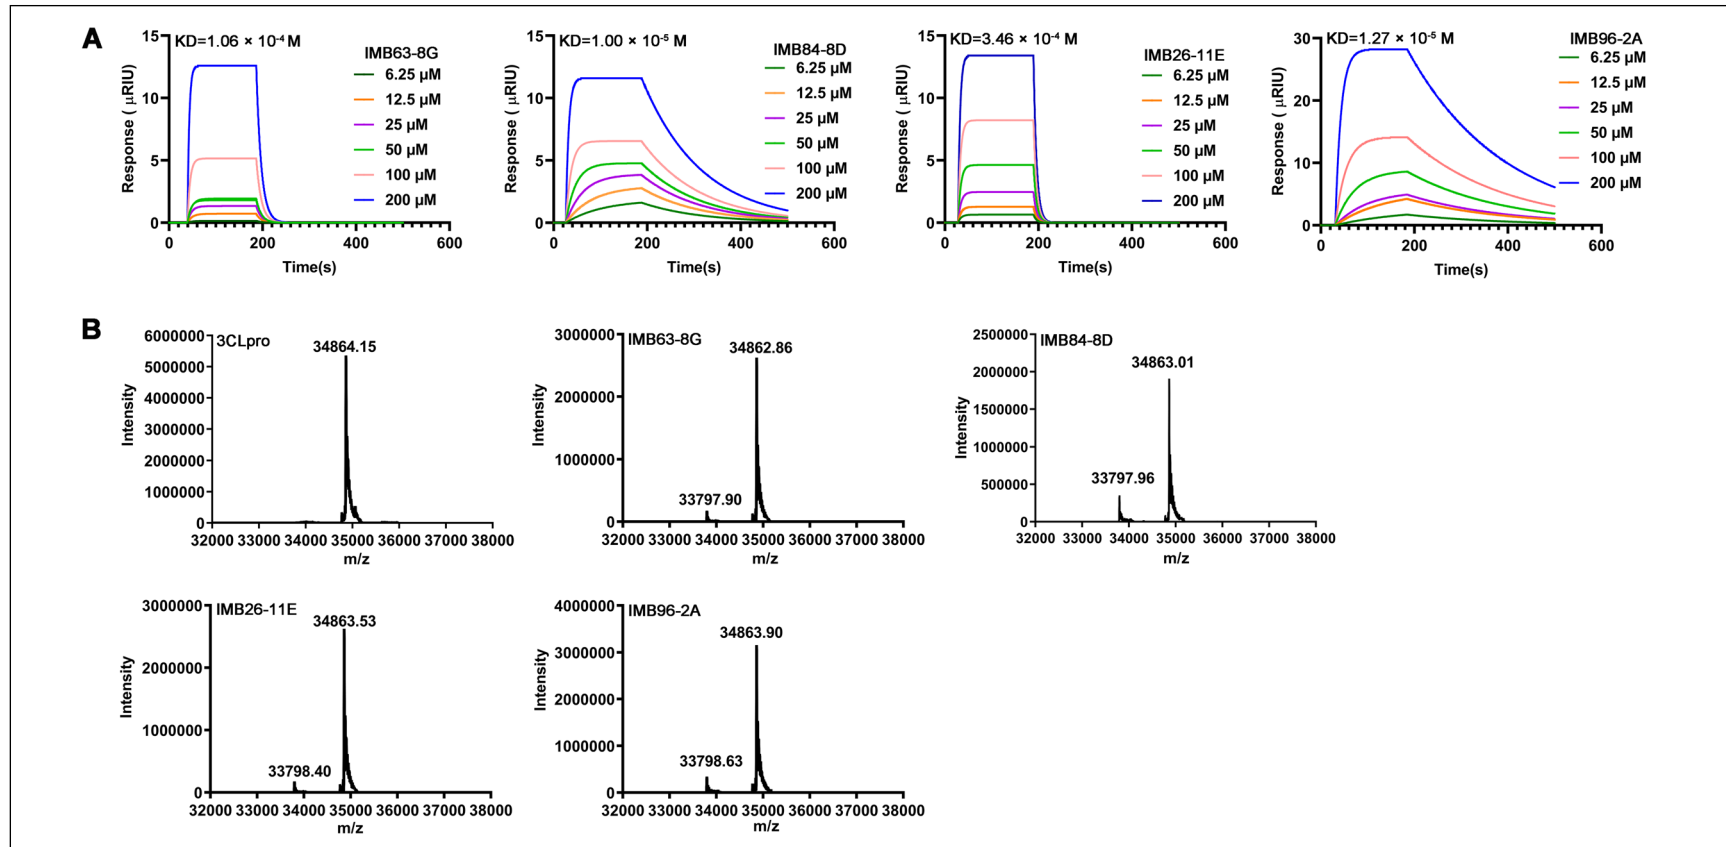 A
KD=1.06 × 10-4 M
IMB63-8G
6.25 μM
12.5 μM
25 μM
50 μM
100 μM
200 μM
15
10
5
0
0 200 400 600
Response ( μRIU)
Time(s)
KD=1.00 × 10-5 M
IMB84-8D
6.25 μM
12.5 μM
25 μM
50 μM
100 μM
200 μM
15
10
5
0
0 200 400 600
Response ( μRIU)
Time(s)
KD=3.46 × 10-4 M
IMB26-11E
6.25 μM
12.5 μM
25 μM
50 μM
100 μM
200 μM
15
10
5
0
0 200 400 600
Response ( μRIU)
Time(s)
KD=1.27 × 10-5 M
IMB96-2A
6.25 μM
12.5 μM
25 μM
50 μM
100 μM
200 μM
30
20
10
0
0 200 400 600
Response ( μRIU)
Time(s)
B
3CLpro
34864.15
6000000
5000000
4000000
3000000
2000000
1000000
0
32000 33000 34000 35000 36000 37000 38000
Intensity
m/z
IMB63-8G
34862.86
33797.90
3000000
2000000
1000000
0
32000 33000 34000 35000 36000 37000 38000
Intensity
m/z
IMB84-8D
34863.01
33797.96
2500000
2000000
1500000
1000000
500000
0
32000 33000 34000 35000 36000 37000 38000
Intensity
m/z
IMB26-11E
34863.53
33798.40
3000000
2000000
1000000
0
32000 33000 34000 35000 36000 37000 38000
Intensity
m/z
IMB96-2A
34863.90
33798.63
4000000
3000000
2000000
1000000
0
32000 33000 34000 35000 36000 37000 38000
Intensity
m/z